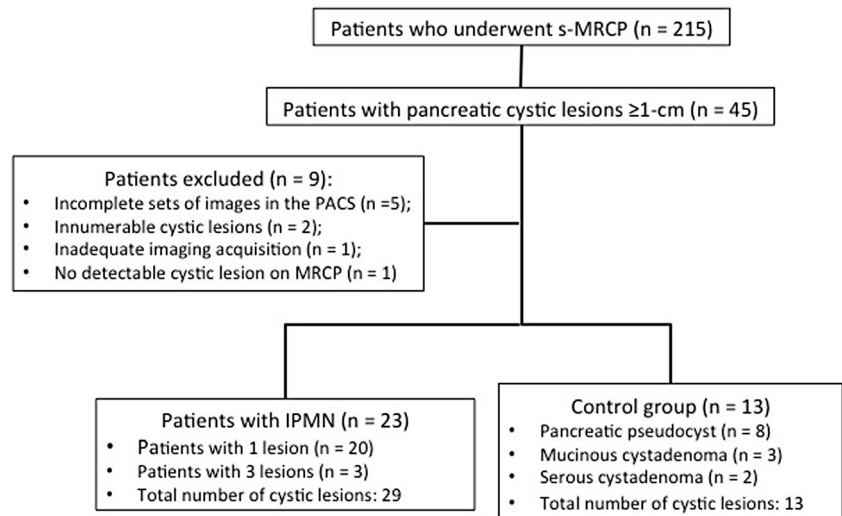 Patients who underwent s-MRCP (n = 215)
Patients with pancreatic cystic lesions ≥1-cm (n = 45)
Patients excluded (n = 9):
• Incomplete sets of images in the PACS (n =5);
• Innumerable cystic lesions (n = 2);
• Inadequate imaging acquisition (n = 1);
• No detectable cystic lesion on MRCP (n = 1)
Patients with IPMN (n = 23)
• Patients with 1 lesion (n = 20)
• Patients with 3 lesions (n = 3)
• Total number of cystic lesions: 29
Control group (n = 13)
• Pancreatic pseudocyst (n = 8)
• Mucinous cystadenoma (n = 3)
• Serous cystadenoma (n = 2)
• Total number of cystic lesions: 13